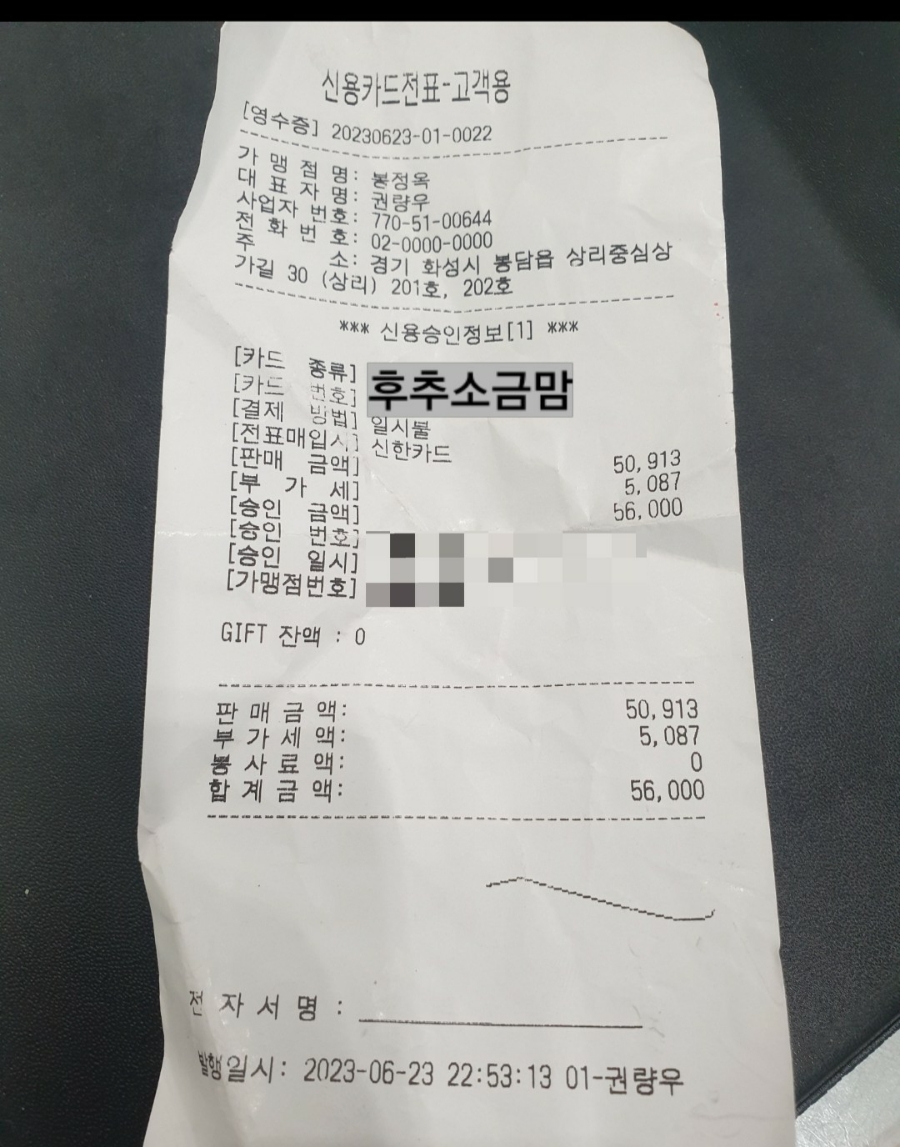 신용카드전표-고객용
[영수증] 20230623-01-0022
가 맹 점 명: 봉정옥
대 표 자 명: 권량우
사업자 번호: 770-51-00644
전 화 번 호: 02-0000-0000
주 소: 경기 화성시 봉담읍 상리중심상
가길 30 (상리) 201호, 202호
*** 신용승인정보[1] ***
[카드 종류]
후추소금맘
[카드 번호]
[결제 방법] 일시불
[전표매입사] 신한카드
[판매 금액] 50,913
[부 가 세] 5,087
[승인 금액] 56,000
[승인 번호]
[승인 일시]
[가맹점번호]
GIFT 잔액 : 0
판 매 금 액: 50,913
부 가 세 액: 5,087
봉 사 료 액: 0
합 계 금 액: 56,000
전 자 서 명 :
발행일시: 2023-06-23 22:53:13 01-권량우